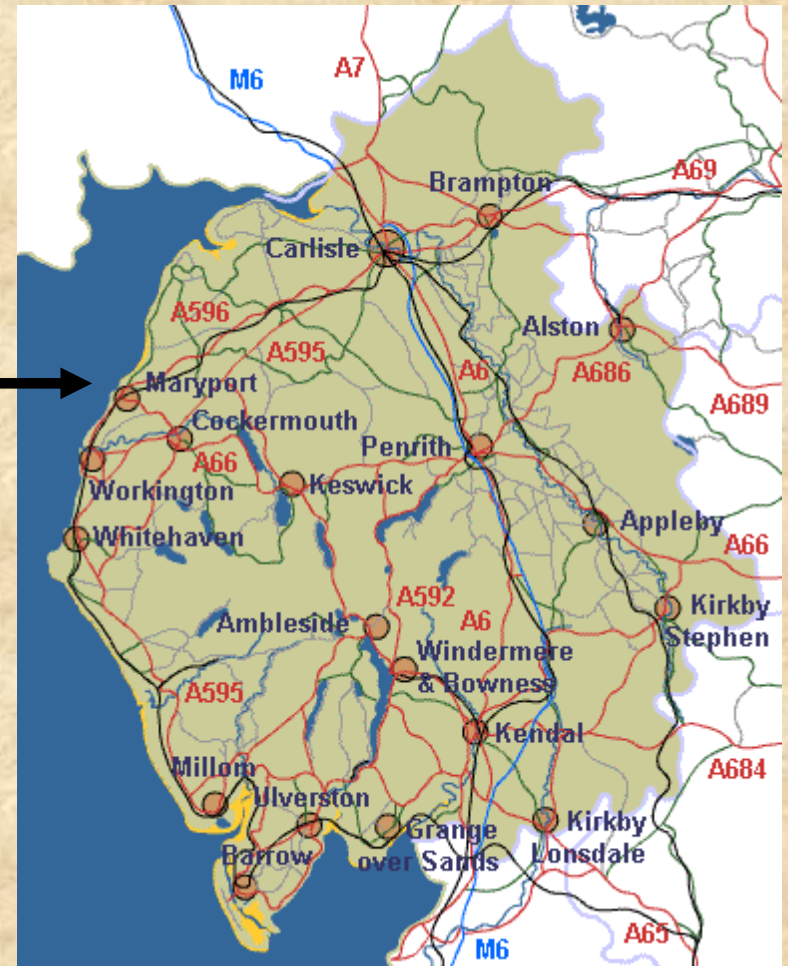 A7
M6
A69
Brampton
Carlisle
A596
Alston
A595
A6
A686
Maryport
A689
Cockermouth
Penrith
A66
Keswick
Workington
Appleby
Whitehaven
A66
A592
Kirkby
Stephen
Ambleside
A6
Windermere
& Bowness
A595
Kendal
A684
Millom
Ulverston
Grange
over Sands
Kirkby
Lonsdale
Barrow
A65
M6